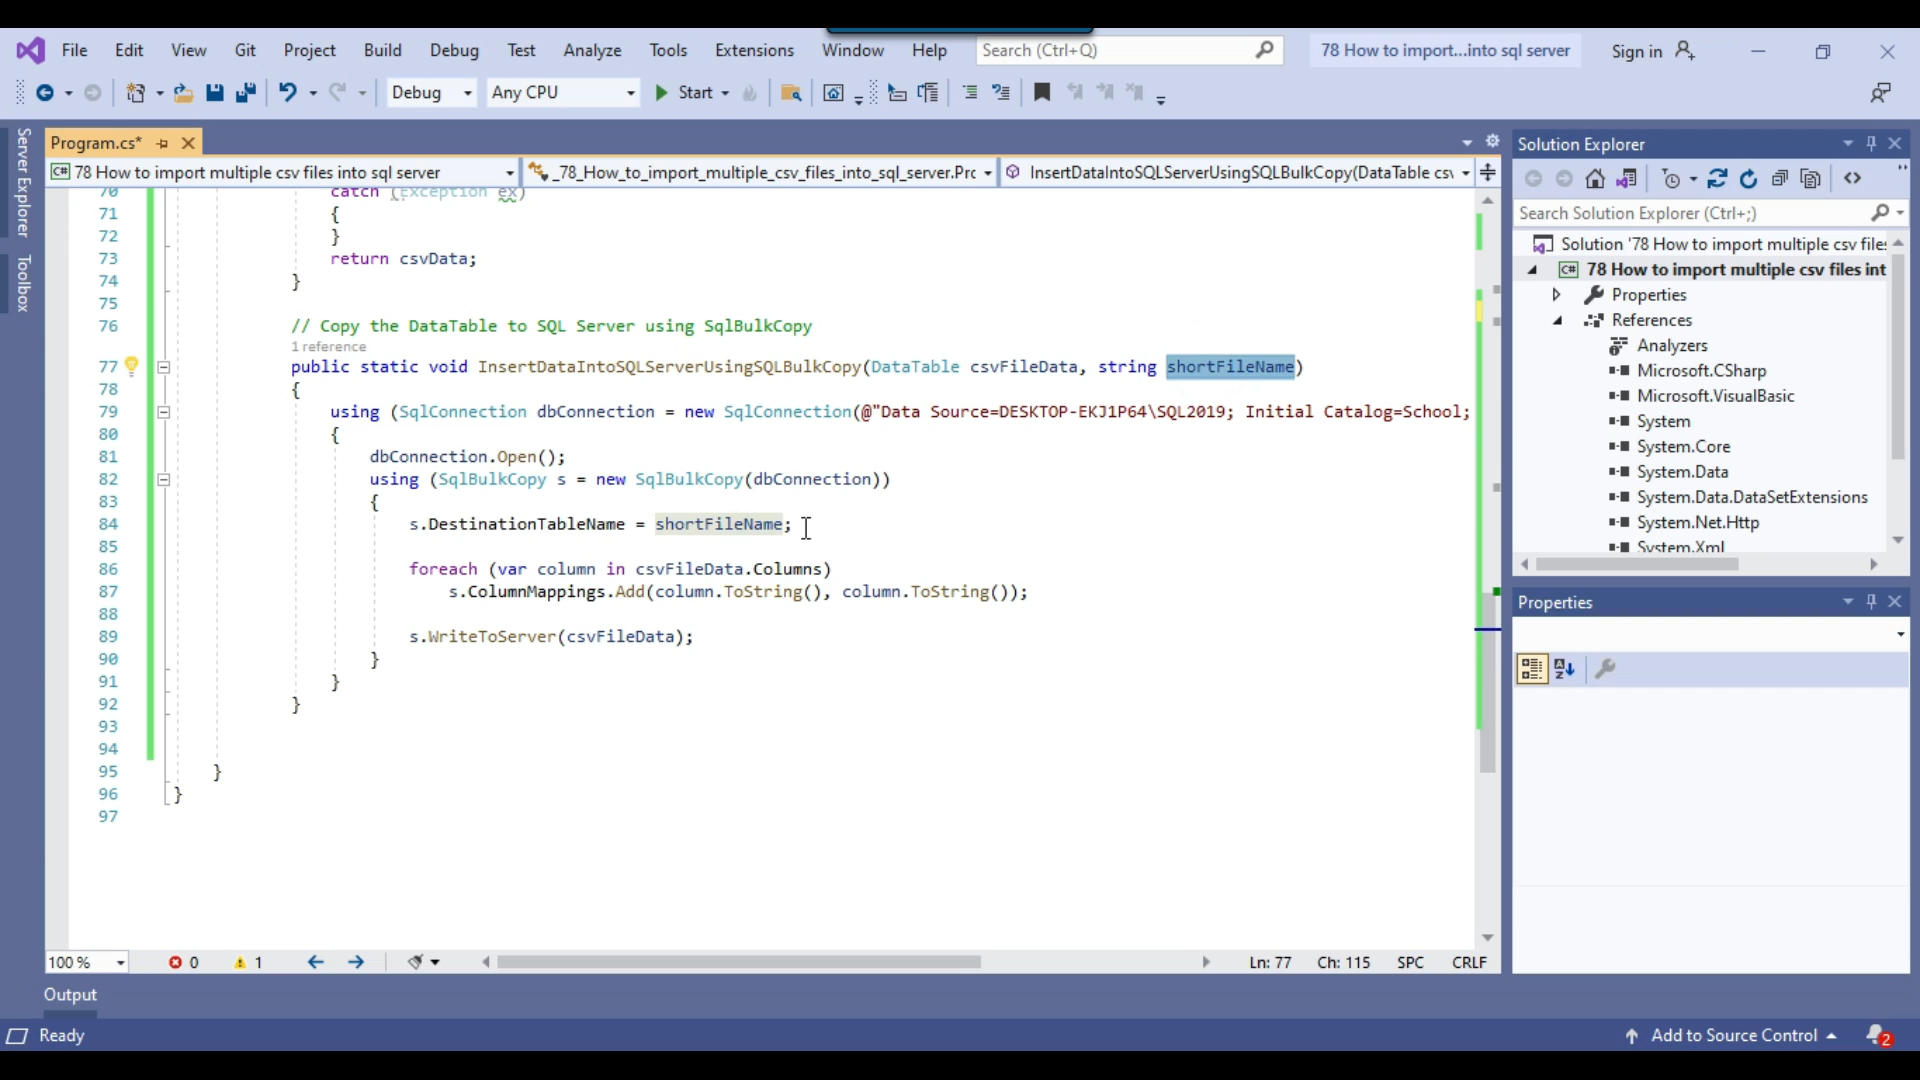 File Edit View Git Project Build Debug Test Analyze Tools Extensions Window Help Search (Ctrl+Q) 78 How to import...into sql server Sign in
Debug Any CPU Start
Server Explorer
Toolbox
Program.cs*
78 How to import multiple csv files into sql server _78_How_to_import_multiple_csv_files_into_sql_server.Prc InsertDataIntoSQLServerUsingSQLBulkCopy(DataTable csv
70 catch (Exception ex)
71 {
72 }
73 return csvData;
74 }
75
76 // Copy the DataTable to SQL Server using SqlBulkCopy
1 reference
77 public static void InsertDataIntoSQLServerUsingSQLBulkCopy(DataTable csvFileData, string shortFileName)
78 {
79 using (SqlConnection dbConnection = new SqlConnection(@"Data Source=DESKTOP-EKJ1P64\SQL2019; Initial Catalog=School;
80 {
81 dbConnection.Open();
82 using (SqlBulkCopy s = new SqlBulkCopy(dbConnection))
83 {
84 s.DestinationTableName = shortFileName;
85
86 foreach (var column in csvFileData.Columns)
87 s.ColumnMappings.Add(column.ToString(), column.ToString());
88
89 s.WriteToServer(csvFileData);
90 }
91 }
92 }
93
94
95 }
96 }
97
100 % 0 1 Ln: 77 Ch: 115 SPC CRLF
Solution Explorer
Search Solution Explorer (Ctrl+;)
Solution '78 How to import multiple csv files
C# 78 How to import multiple csv files int
Properties
References
Analyzers
Microsoft.CSharp
Microsoft.VisualBasic
System
System.Core
System.Data
System.Data.DataSetExtensions
System.Net.Http
System.Xml
Properties
Output
Ready Add to Source Control 2